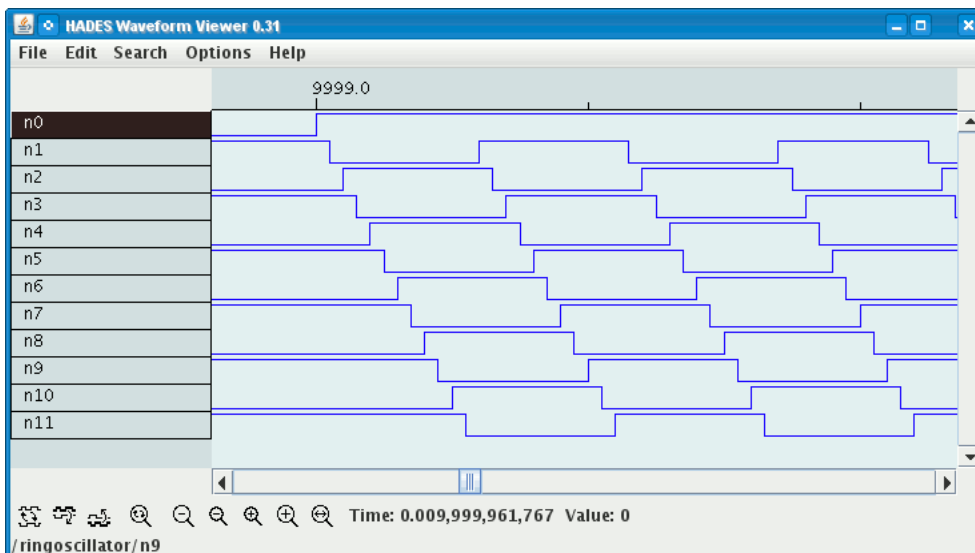 HADES Waveform Viewer 0.31
File Edit Search Options Help
9999.0
n0
n1
n2
n3
n4
n5
n6
n7
n8
n9
n10
n11
Time: 0.009,999,961,767 Value: 0
/ringoscillator/n9